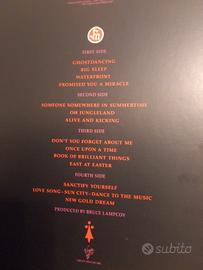 FIRST SIDE
GHOSTDANCING
BIG SLEEP
WATERFRONT
PROMISED YOU A MIRACLE
SECOND SIDE
SOMEONE SOMEWHERE IN SUMMERTIME
OH JUNGLELAND
ALIVE AND KICKING
THIRD SIDE
DON'T YOU FORGET ABOUT ME
ONCE UPON A TIME
BOOK OF BRILLIANT THINGS
EAST AT EASTER
FOURTH SIDE
SANCTIFY YOURSELF
LOVE SONG-SUN CITY-DANCE TO THE MUSIC
NEW GOLD DREAM
PRODUCED BY BRUCE LAMPCOV
Virgin
subito